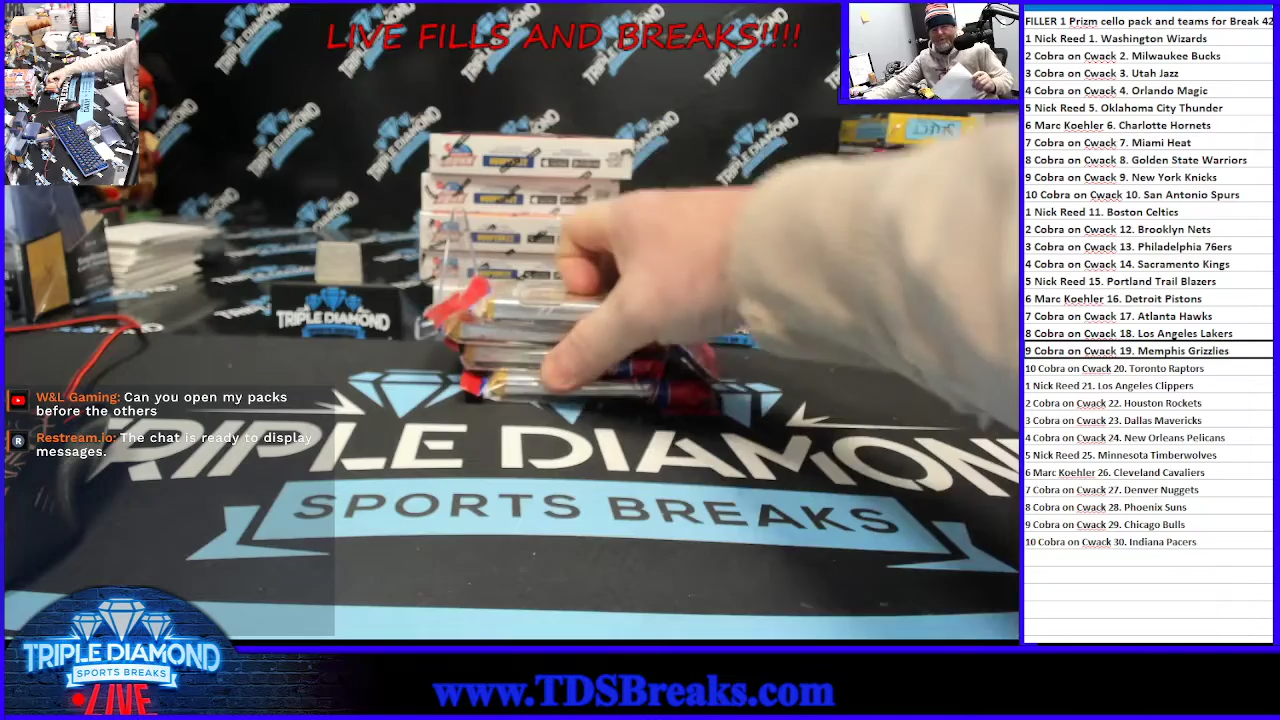 LIVE FILLS AND BREAKS!!!!
FILLER 1 Prizm cello pack and teams for Break 42
1 Nick Reed 1. Washington Wizards
2 Cobra on Cwack 2. Milwaukee Bucks
3 Cobra on Cwack 3. Utah Jazz
4 Cobra on Cwack 4. Orlando Magic
5 Nick Reed 5. Oklahoma City Thunder
6 Marc Koehler 6. Charlotte Hornets
7 Cobra on Cwack 7. Miami Heat
8 Cobra on Cwack 8. Golden State Warriors
9 Cobra on Cwack 9. New York Knicks
10 Cobra on Cwack 10. San Antonio Spurs
1 Nick Reed 11. Boston Celtics
2 Cobra on Cwack 12. Brooklyn Nets
3 Cobra on Cwack 13. Philadelphia 76ers
4 Cobra on Cwack 14. Sacramento Kings
5 Nick Reed 15. Portland Trail Blazers
6 Marc Koehler 16. Detroit Pistons
7 Cobra on Cwack 17. Atlanta Hawks
8 Cobra on Cwack 18. Los Angeles Lakers
9 Cobra on Cwack 19. Memphis Grizzlies
10 Cobra on Cwack 20. Toronto Raptors
1 Nick Reed 21. Los Angeles Clippers
2 Cobra on Cwack 22. Houston Rockets
3 Cobra on Cwack 23. Dallas Mavericks
4 Cobra on Cwack 24. New Orleans Pelicans
5 Nick Reed 25. Minnesota Timberwolves
6 Marc Koehler 26. Cleveland Cavaliers
7 Cobra on Cwack 27. Denver Nuggets
8 Cobra on Cwack 28. Phoenix Suns
9 Cobra on Cwack 29. Chicago Bulls
10 Cobra on Cwack 30. Indiana Pacers
SELECT
TRIPLE DIAMOND
W&L Gaming: Can you open my packs
before the others
Restream.io: The chat is ready to display
messages.
TRIPLE DIAMOND
SPORTS BREAKS
TRIPLE DIAMOND
SPORTS BREAKS
LIVE
www.TDSBreaks.com